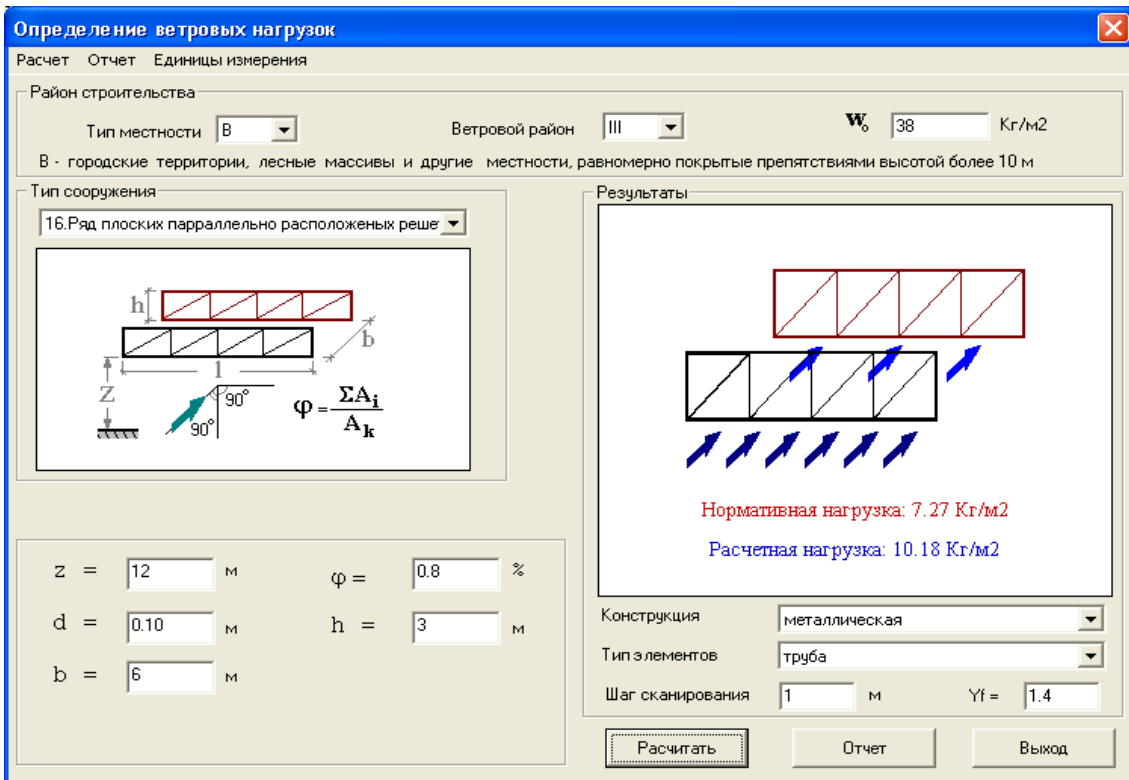 Определение ветровых нагрузок
Расчет Отчет Единицы измерения
Район строительства
Тип местности В Ветровой район III Wo 38 Кг/м2
В - городские территории, лесные массивы и другие местности, равномерно покрытые препятствиями высотой более 10 м
Тип сооружения
16.Ряд плоских парраллельно расположеных реше
h
b
l
Z
90°
90°
φ = ΣAi
Ak
z = 12 м
φ = 0.8 %
d = 0.10 м
h = 3 м
b = 6 м
Результаты
Нормативная нагрузка: 7.27 Кг/м2
Расчетная нагрузка: 10.18 Кг/м2
Конструкция металлическая
Тип элементов труба
Шаг сканирования 1 м Yf = 1.4
Расчитать Отчет Выход